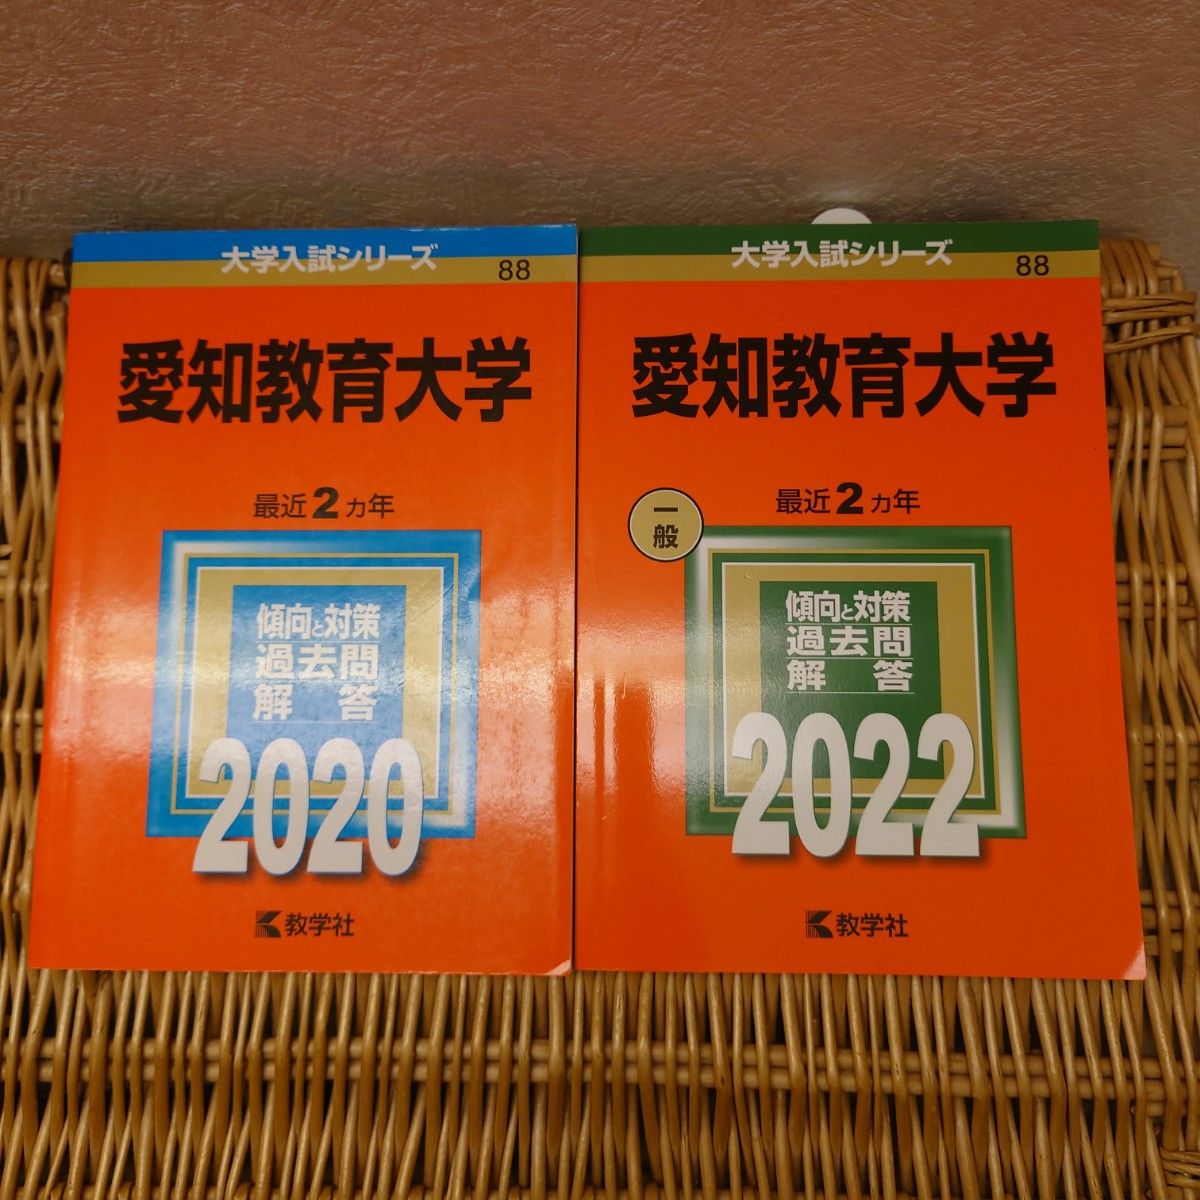 大学入試シリーズ
88
愛知教育大学
最近2カ年
傾向と対策
過去問
解答
2020
教学社
大学入試シリーズ
88
愛知教育大学
最近2カ年
一般
傾向と対策
過去問
解答
2022
教学社